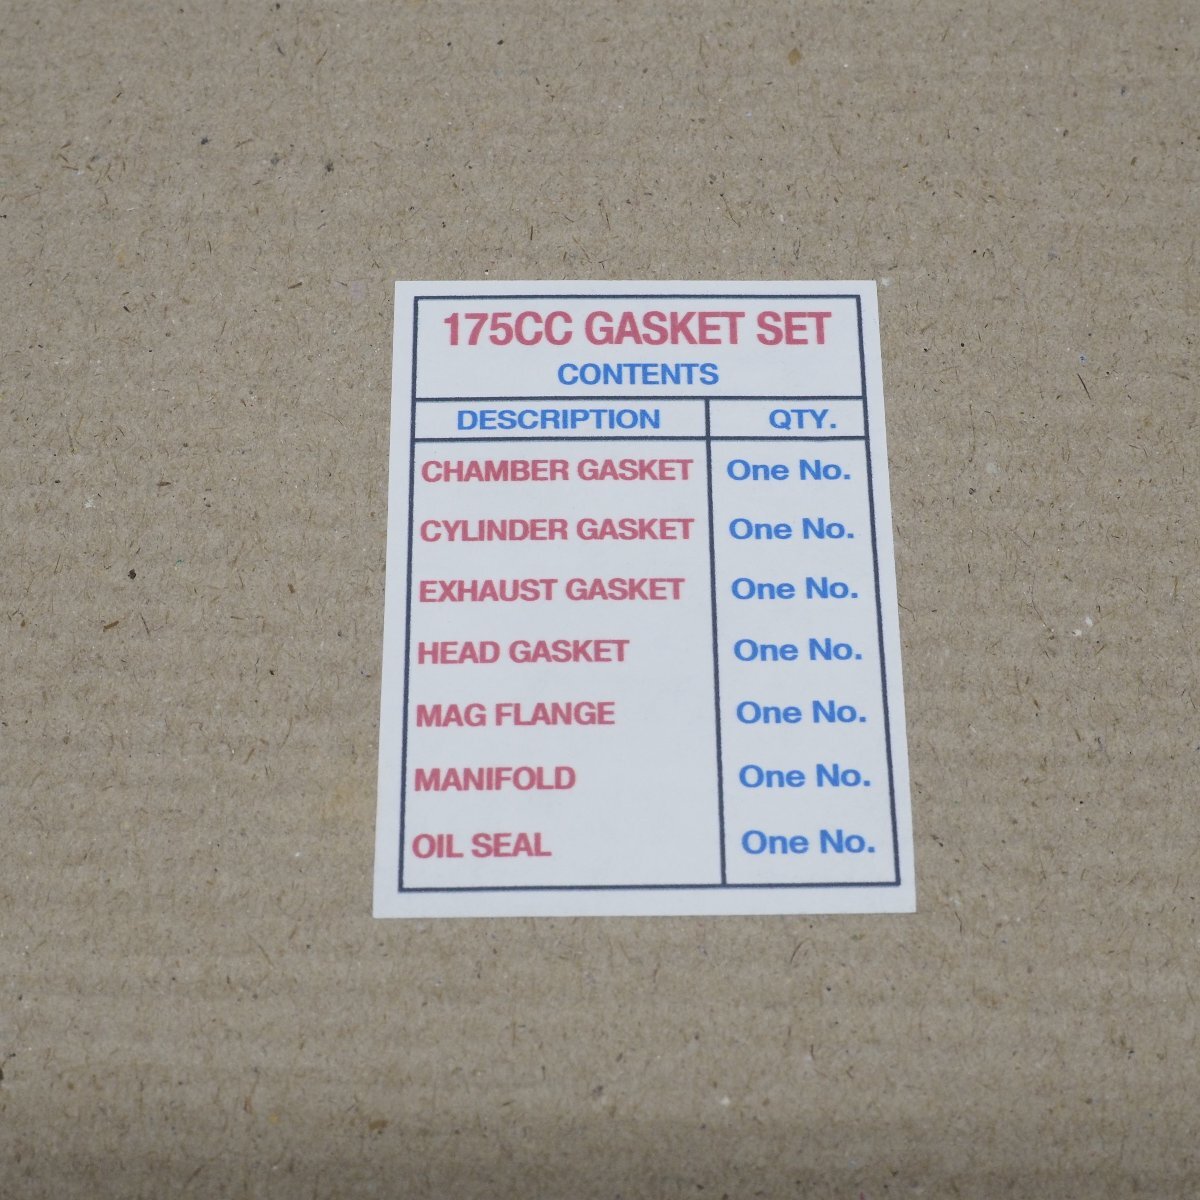 175CC GASKET SET
CONTENTS
DESCRIPTION QTY.
CHAMBER GASKET One No.
CYLINDER GASKET One No.
EXHAUST GASKET One No.
HEAD GASKET One No.
MAG FLANGE One No.
MANIFOLD One No.
OIL SEAL One No.